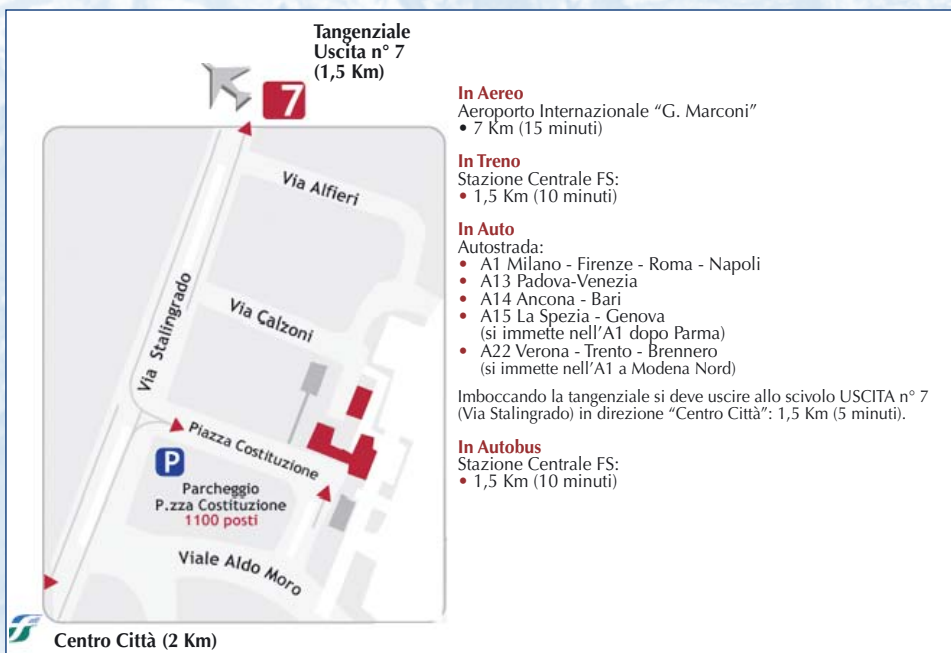 Tangenziale
Uscita n° 7
(1,5 Km)
7
Via Alfieri
Via Stalingrado
Via Calzoni
Piazza Costituzione
P
Parcheggio
P.zza Costituzione
1100 posti
Viale Aldo Moro
Centro Città (2 Km)
In Aereo
Aeroporto Internazionale “G. Marconi”
• 7 Km (15 minuti)
In Treno
Stazione Centrale FS:
• 1,5 Km (10 minuti)
In Auto
Autostrada:
• A1 Milano - Firenze - Roma - Napoli
• A13 Padova-Venezia
• A14 Ancona - Bari
• A15 La Spezia - Genova
(si immette nell’A1 dopo Parma)
• A22 Verona - Trento - Brennero
(si immette nell’A1 a Modena Nord)
Imboccando la tangenziale si deve uscire allo scivolo USCITA n° 7
(Via Stalingrado) in direzione “Centro Città”: 1,5 Km (5 minuti).
In Autobus
Stazione Centrale FS:
• 1,5 Km (10 minuti)